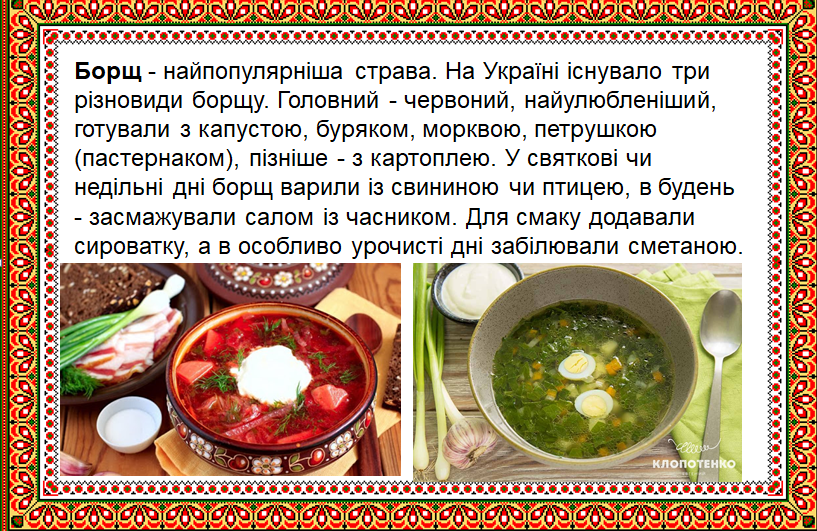 Борщ - найпопулярніша страва. На Україні існувало три
різновиди борщу. Головний - червоний, найулюбленіший,
готували з капустою, буряком, морквою, петрушкою
(пастернаком), пізніше - з картоплею. У святкові чи
недільні дні борщ варили із свининою чи птицею, в будень
- засмажували салом із часником. Для смаку додавали
сироватку, а в особливо урочисті дні забілювали сметаною.
КЛОПОТЕНКО